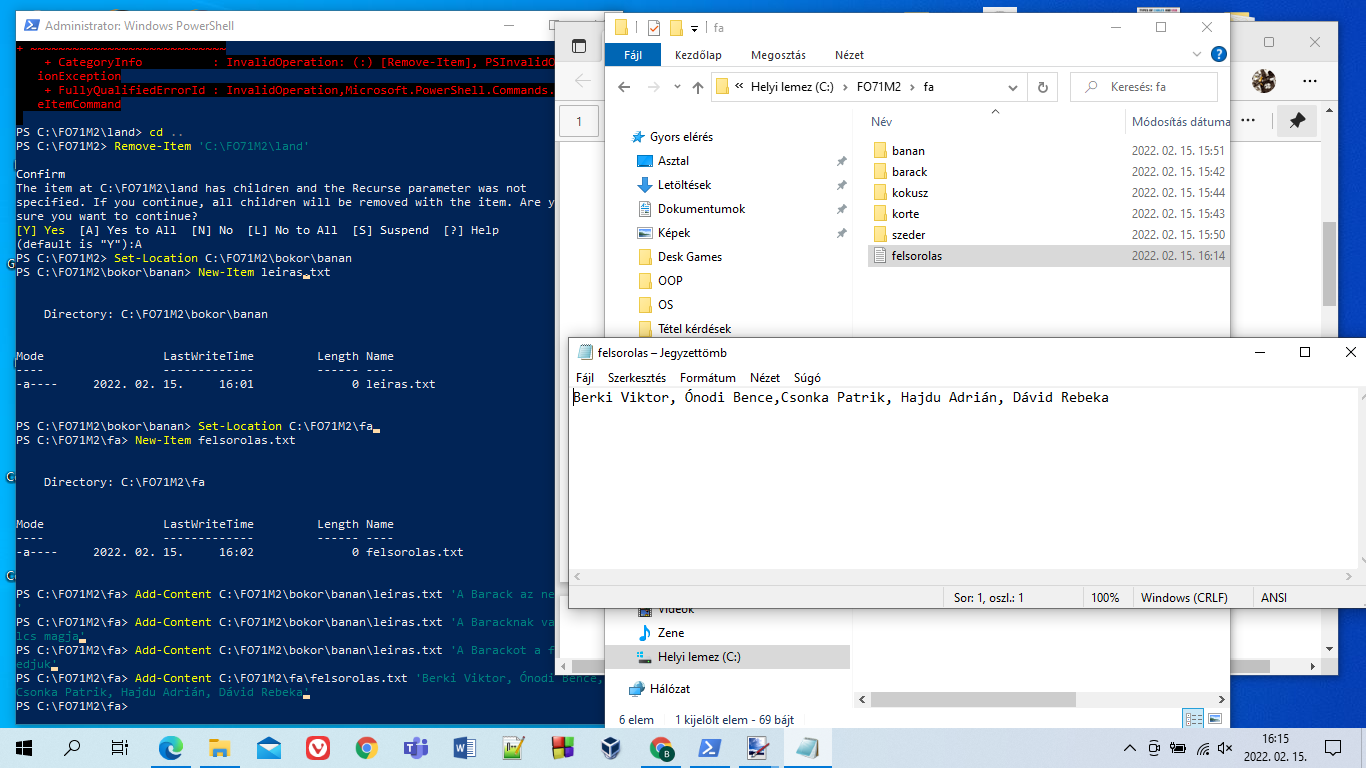 Administrator: Windows PowerShell
+ ~~~~~~~~~~~~~~~~~~~~~~~~~~~~
+ CategoryInfo : InvalidOperation: (:) [Remove-Item], PSInvalidO
ionException
+ FullyQualifiedErrorId : InvalidOperation,Microsoft.PowerShell.Commands.
eItemCommand
PS C:\FO71M2\land> cd ..
PS C:\FO71M2> Remove-Item 'C:\FO71M2\land'
Confirm
The item at C:\FO71M2\land has children and the Recurse parameter was not
specified. If you continue, all children will be removed with the item. Are y
sure you want to continue?
[Y] Yes [A] Yes to All [N] No [L] No to All [S] Suspend [?] Help
(default is "Y"):A
PS C:\FO71M2> Set-Location C:\FO71M2\bokor\banan
PS C:\FO71M2\bokor\banan> New-Item leiras.txt
Directory: C:\FO71M2\bokor\banan
Mode LastWriteTime Length Name
---- ------------- ------ ----
-a---- 2022. 02. 15. 16:01 0 leiras.txt
PS C:\FO71M2\bokor\banan> Set-Location C:\FO71M2\fa
PS C:\FO71M2\fa> New-Item felsorolas.txt
Directory: C:\FO71M2\fa
Mode LastWriteTime Length Name
---- ------------- ------ ----
-a---- 2022. 02. 15. 16:02 0 felsorolas.txt
PS C:\FO71M2\fa> Add-Content C:\FO71M2\bokor\banan\leiras.txt 'A Barack az ne
'
PS C:\FO71M2\fa> Add-Content C:\FO71M2\bokor\banan\leiras.txt 'A Baracknak va
lcs magja'
PS C:\FO71M2\fa> Add-Content C:\FO71M2\bokor\banan\leiras.txt 'A Barackot a f
edjuk'
PS C:\FO71M2\fa> Add-Content C:\FO71M2\fa\felsorolas.txt 'Berki Viktor, Ónodi Bence,
Csonka Patrik, Hajdu Adrián, Dávid Rebeka'
PS C:\FO71M2\fa>
1
fa
Fájl Kezdőlap Megosztás Nézet
« Helyi lemez (C:) > FO71M2 > fa
Keresés: fa
Gyors elérés
Asztal
Letöltések
Dokumentumok
Képek
Desk Games
OOP
OS
Tétel kérdések
Videók
Zene
Helyi lemez (C:)
Hálózat
Név Módosítás dátuma
banan 2022. 02. 15. 15:51
barack 2022. 02. 15. 15:42
kokusz 2022. 02. 15. 15:44
korte 2022. 02. 15. 15:43
szeder 2022. 02. 15. 15:50
felsorolas 2022. 02. 15. 16:14
6 elem 1 kijelölt elem - 69 bájt
felsorolas – Jegyzettömb
Fájl Szerkesztés Formátum Nézet Súgó
Berki Viktor, Ónodi Bence,Csonka Patrik, Hajdu Adrián, Dávid Rebeka
Sor: 1, oszl.: 1 100% Windows (CRLF) ANSI
16:15
2022. 02. 15.